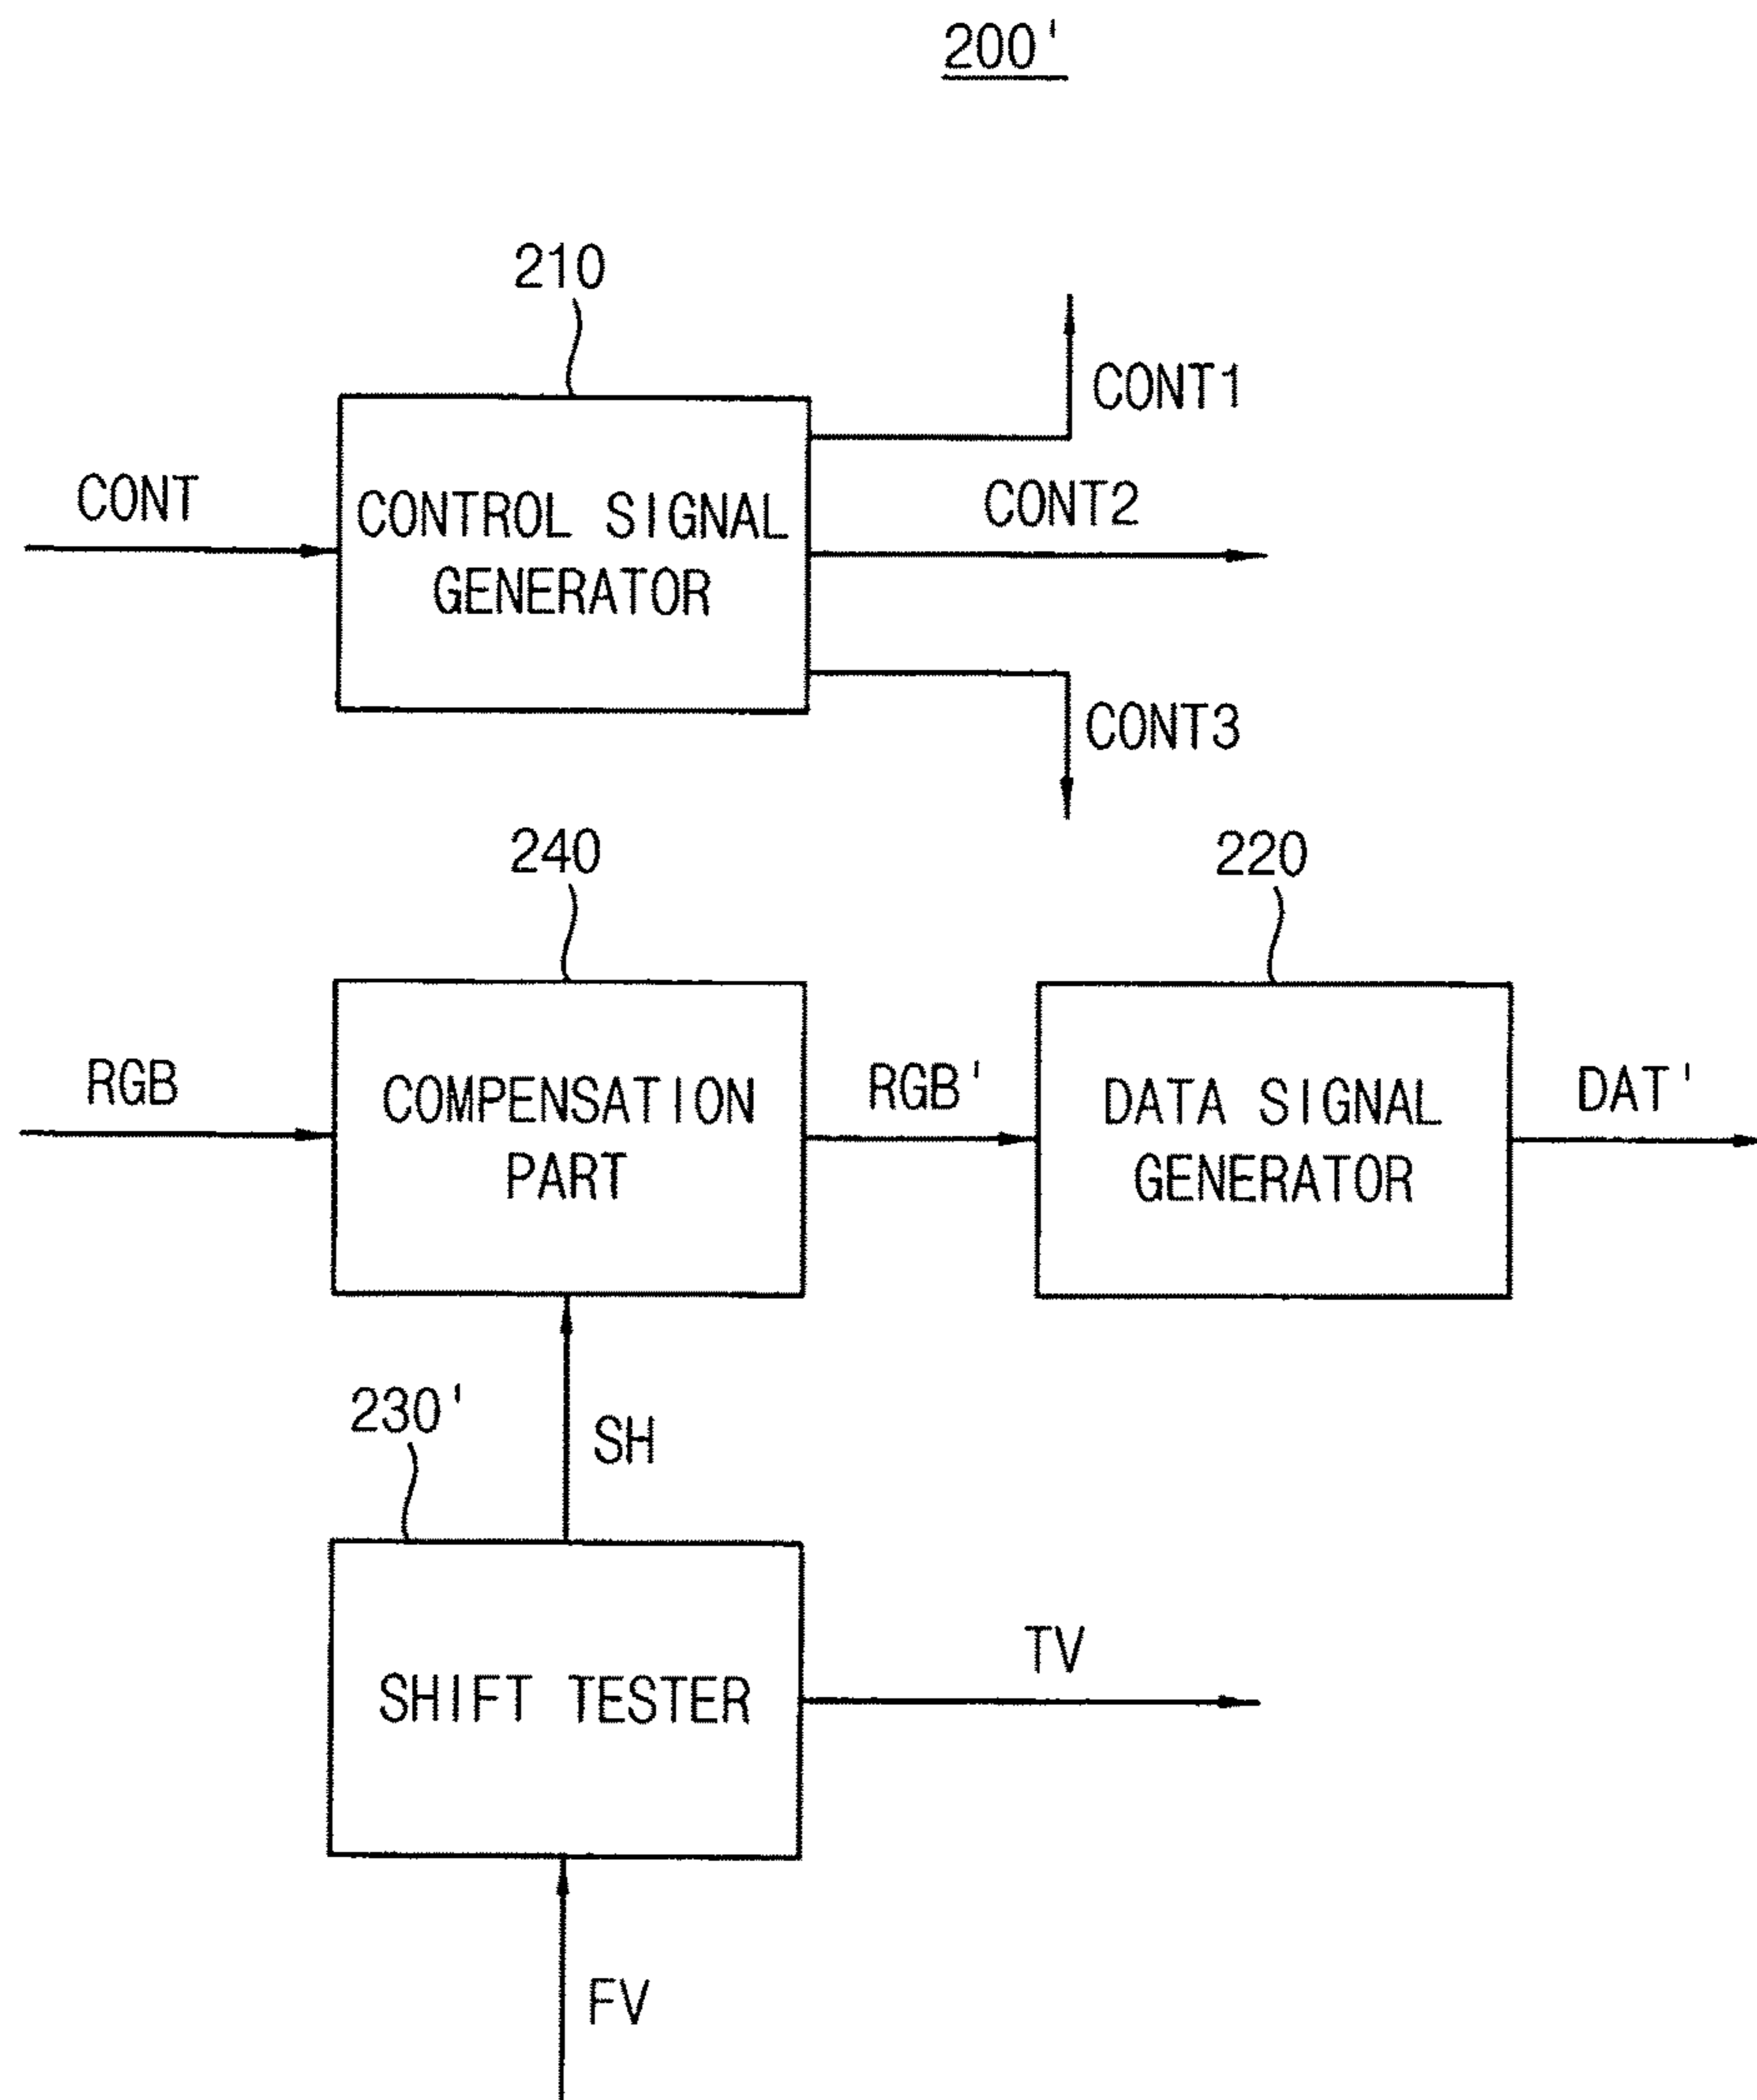 200'
210
CONT1
CONT
CONTROL SIGNAL
GENERATOR
CONT2
CONT3
240
220
RGB
COMPENSATION
PART
RGB'
DATA SIGNAL
GENERATOR
DAT'
230'
SH
SHIFT TESTER
TV
FV